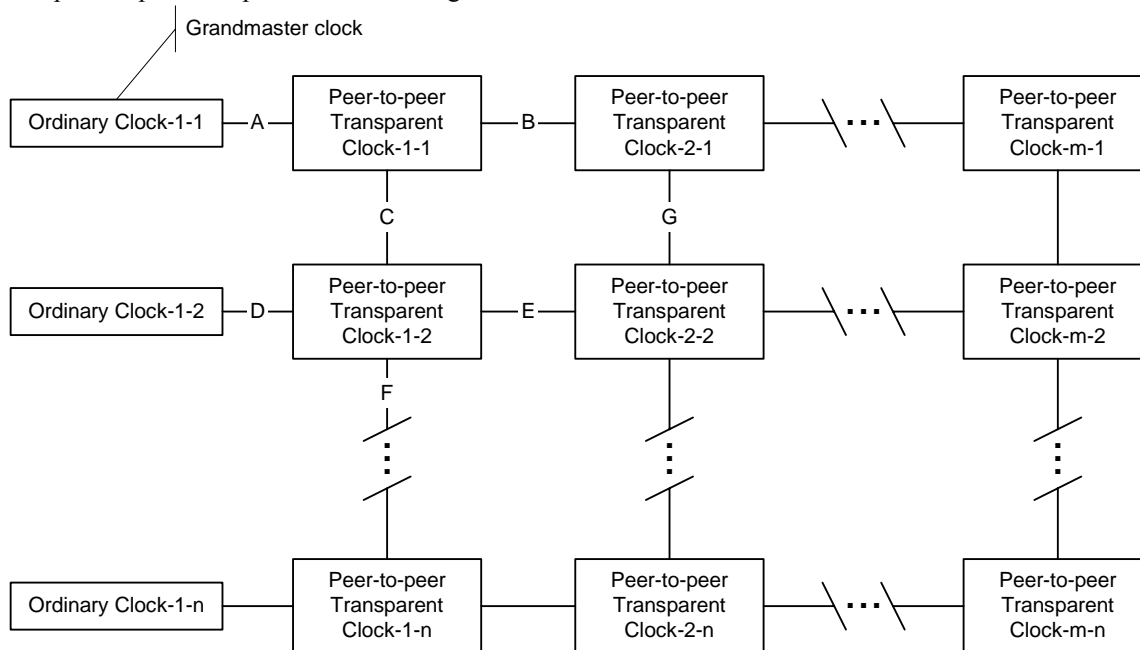 Grandmaster clock
Ordinary Clock-1-1
A
Peer-to-peer
Transparent
Clock-1-1
B
Peer-to-peer
Transparent
Clock-2-1
Peer-to-peer
Transparent
Clock-m-1
C
G
Ordinary Clock-1-2
D
Peer-to-peer
Transparent
Clock-1-2
E
Peer-to-peer
Transparent
Clock-2-2
Peer-to-peer
Transparent
Clock-m-2
F
Ordinary Clock-1-n
Peer-to-peer
Transparent
Clock-1-n
Peer-to-peer
Transparent
Clock-2-n
Peer-to-peer
Transparent
Clock-m-n